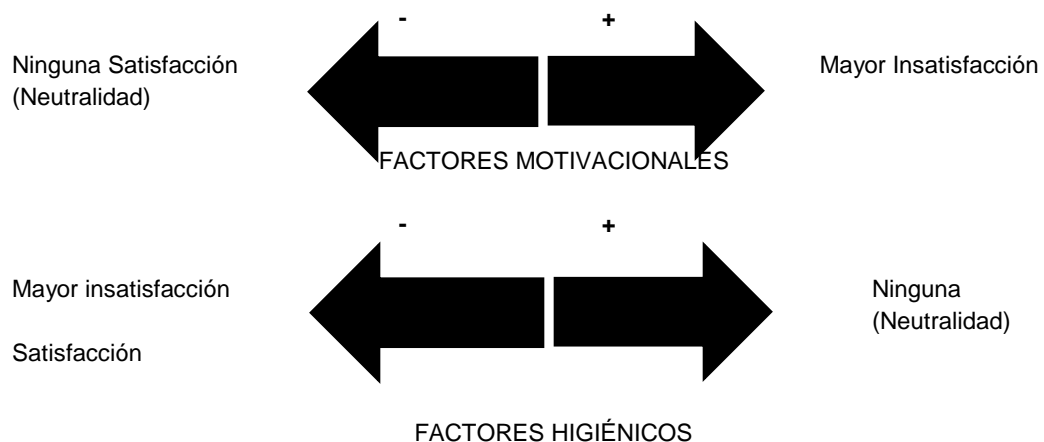 - +
Ninguna Satisfacción Mayor Insatisfacción
(Neutralidad)
FACTORES MOTIVACIONALES
- +
Mayor insatisfacción Ninguna
(Neutralidad)
Satisfacción
FACTORES HIGIÉNICOS